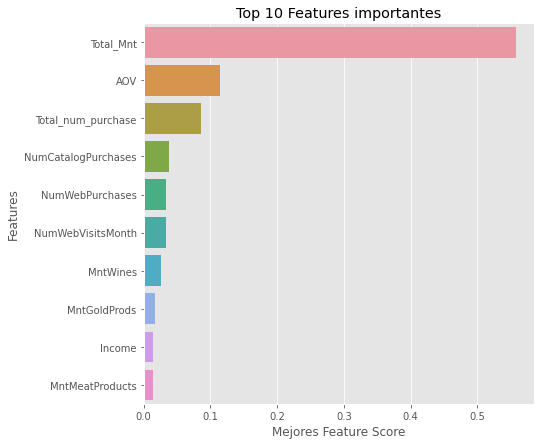 Top 10 Features importantes
Total_Mnt
AOV
Total_num_purchase
NumCatalogPurchases
NumWebPurchases
NumWebVisitsMonth
MntWines
MntGoldProds
Income
MntMeatProducts
Features
0.0 0.1 0.2 0.3 0.4 0.5
Mejores Feature Score